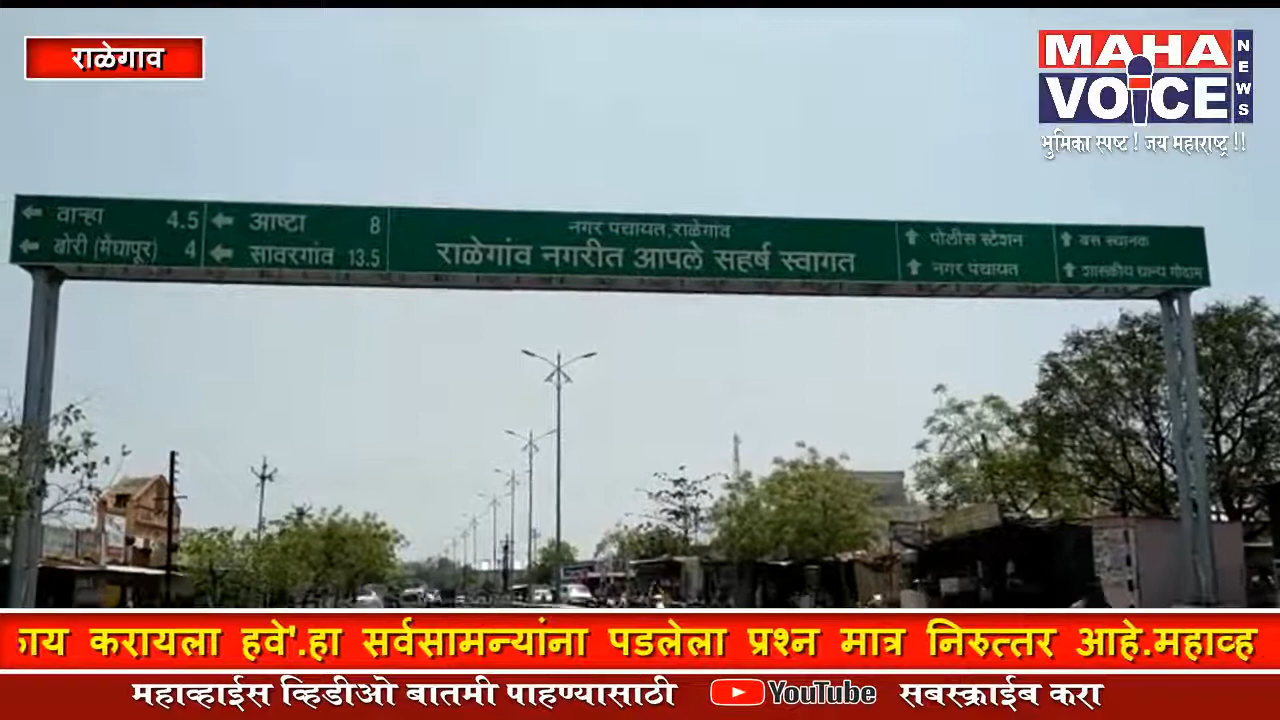 राळेगाव
MAHA
VOICE
NEWS
भुमिका स्पष्ट ! जय महाराष्ट्र !!
वाऱ्हा 4.5
बोरी (मेंघापूर) 4
आष्टा 8
सावरगांव 13.5
नगर पंचायत, राळेगांव
राळेगांव नगरीत आपले सहर्ष स्वागत
पोलीस स्टेशन
नगर पंचायत
बस स्थानक
शासकीय धान्य गोदाम
काय करायला हवे'.हा सर्वसामन्यांना पडलेला प्रश्न मात्र निरुत्तर आहे.महाव्ह
महाव्हाईस व्हिडीओ बातमी पाहण्यासाठी YouTube सबस्क्राईब करा